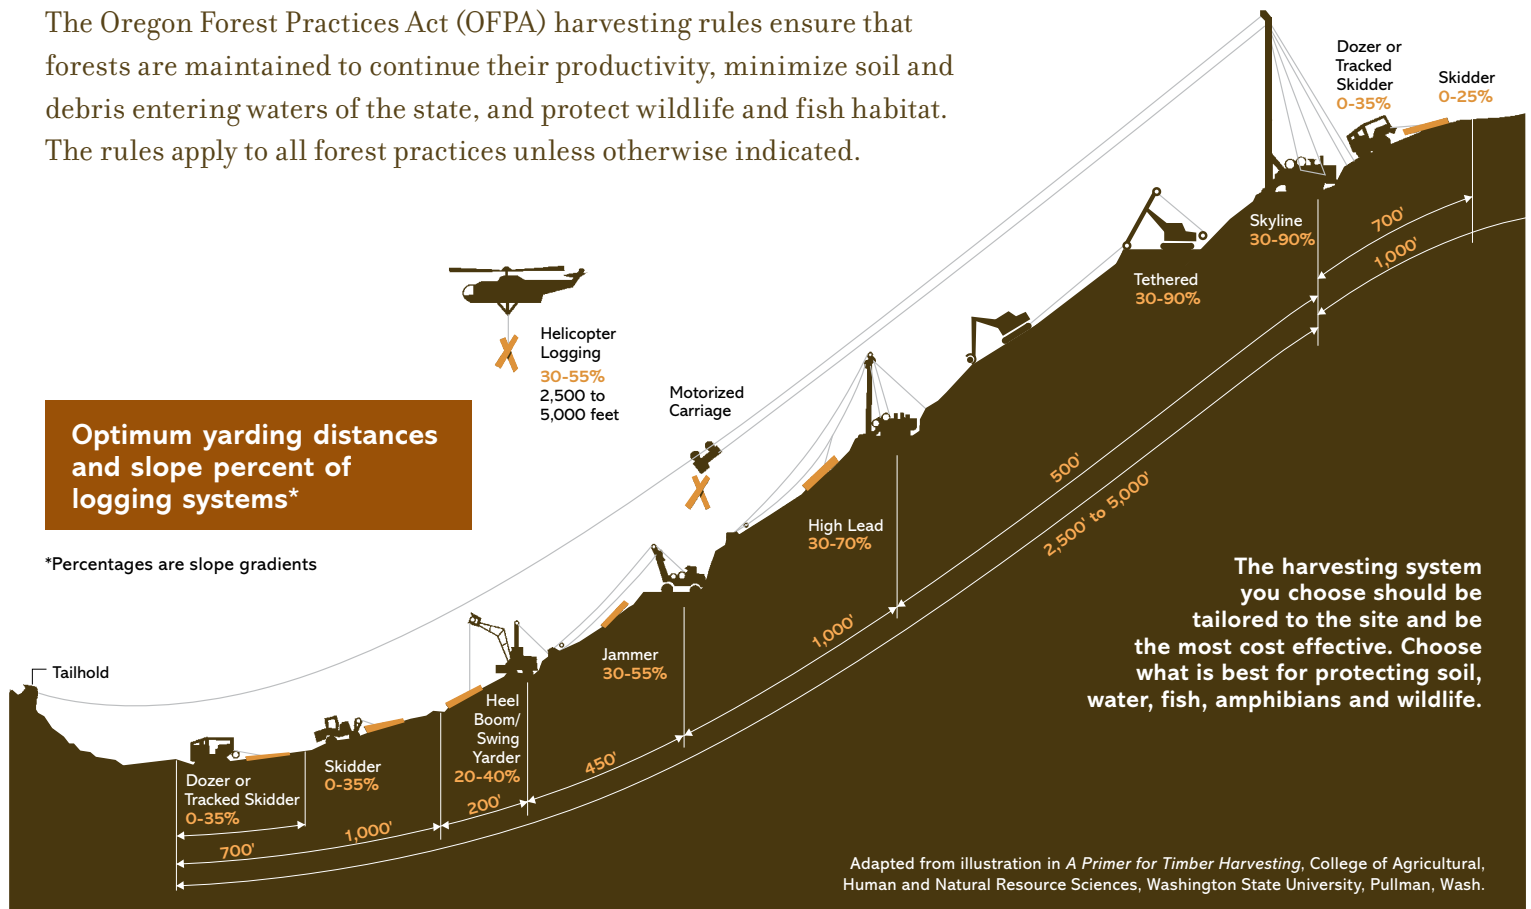 The Oregon Forest Practices Act (OFPA) harvesting rules ensure that
forests are maintained to continue their productivity, minimize soil and
debris entering waters of the state, and protect wildlife and fish habitat.
The rules apply to all forest practices unless otherwise indicated.
Dozer or
Tracked
Skidder
0-35%
Skidder
0-25%
Skyline
30-90%
700'
1,000'
Tethered
30-90%
Helicopter
Logging
30-55%
2,500 to
5,000 feet
Motorized
Carriage
Optimum yarding distances
and slope percent of
logging systems*
*Percentages are slope gradients
High Lead
30-70%
500'
2,500' to 5,000'
The harvesting system
you choose should be
tailored to the site and be
the most cost effective. Choose
what is best for protecting soil,
water, fish, amphibians and wildlife.
Tailhold
Jammer
30-55%
1,000'
Heel
Boom/
Swing
Yarder
20-40%
450'
200'
Skidder
0-35%
Dozer or
Tracked Skidder
0-35%
1,000'
700'
Adapted from illustration in A Primer for Timber Harvesting, College of Agricultural,
Human and Natural Resource Sciences, Washington State University, Pullman, Wash.